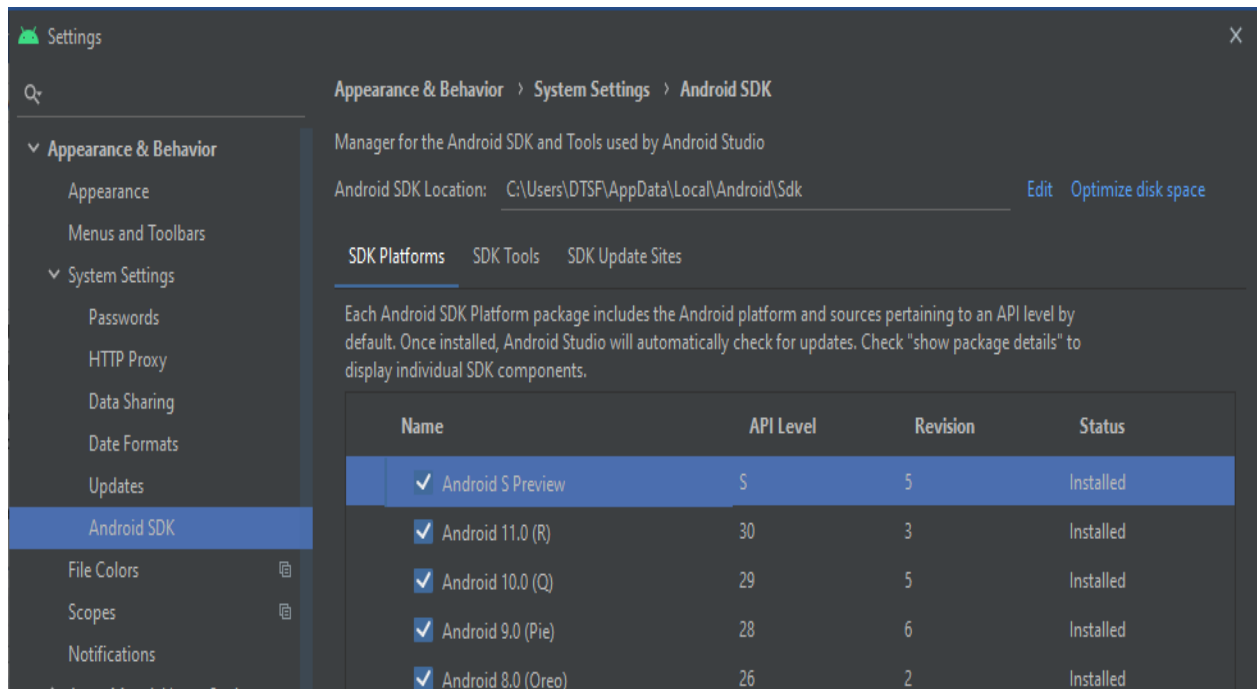 Settings
Appearance & Behavior
Appearance
Menus and Toolbars
System Settings
Passwords
HTTP Proxy
Data Sharing
Date Formats
Updates
Android SDK
File Colors
Scopes
Notifications
Appearance & Behavior > System Settings > Android SDK
Manager for the Android SDK and Tools used by Android Studio
Android SDK Location: C:\Users\DTSF\AppData\Local\Android\Sdk Edit Optimize disk space
SDK Platforms SDK Tools SDK Update Sites
Each Android SDK Platform package includes the Android platform and sources pertaining to an API level by
default. Once installed, Android Studio will automatically check for updates. Check "show package details" to
display individual SDK components.
Name API Level Revision Status
Android S Preview S 5 Installed
Android 11.0 (R) 30 3 Installed
Android 10.0 (Q) 29 5 Installed
Android 9.0 (Pie) 28 6 Installed
Android 8.0 (Oreo) 26 2 Installed